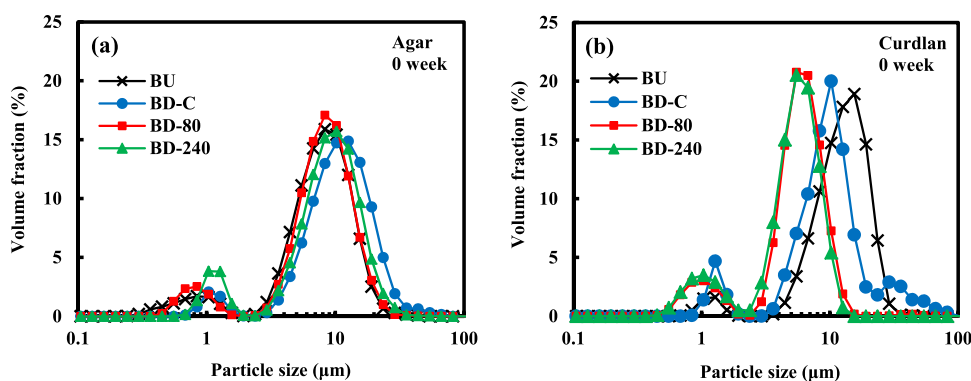 (a)
Agar
0 week
BU
BD-C
BD-80
BD-240
Volume fraction (%)
25
20
15
10
5
0
0.1
1.0
10
100
Particle size (µm)
(b)
Curdlan
0 week
BU
BD-C
BD-80
BD-240
Volume fraction (%)
25
20
15
10
5
0
0.1
1.0
10
100
Particle size (µm)